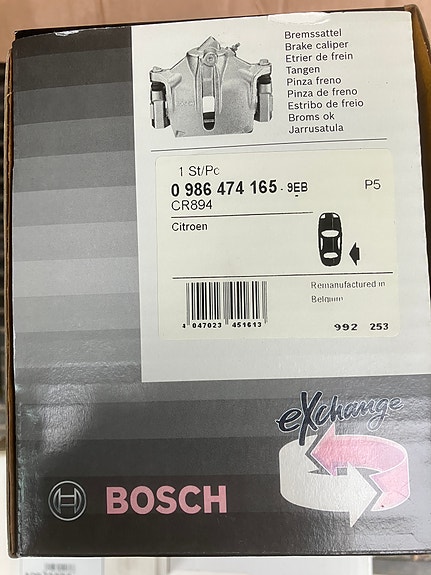 Bremssattel
Brake caliper
Etrier de frein
Tangen
Pinza freno
Pinza de freno
Estribo de freio
Broms ok
Jarrusatula
1 St/Pc
0 986 474 165 - 9EB P5
CR894
Citroen
Remanufactured in
Belgium
4 047023 451613
992 253
eXchange
BOSCH